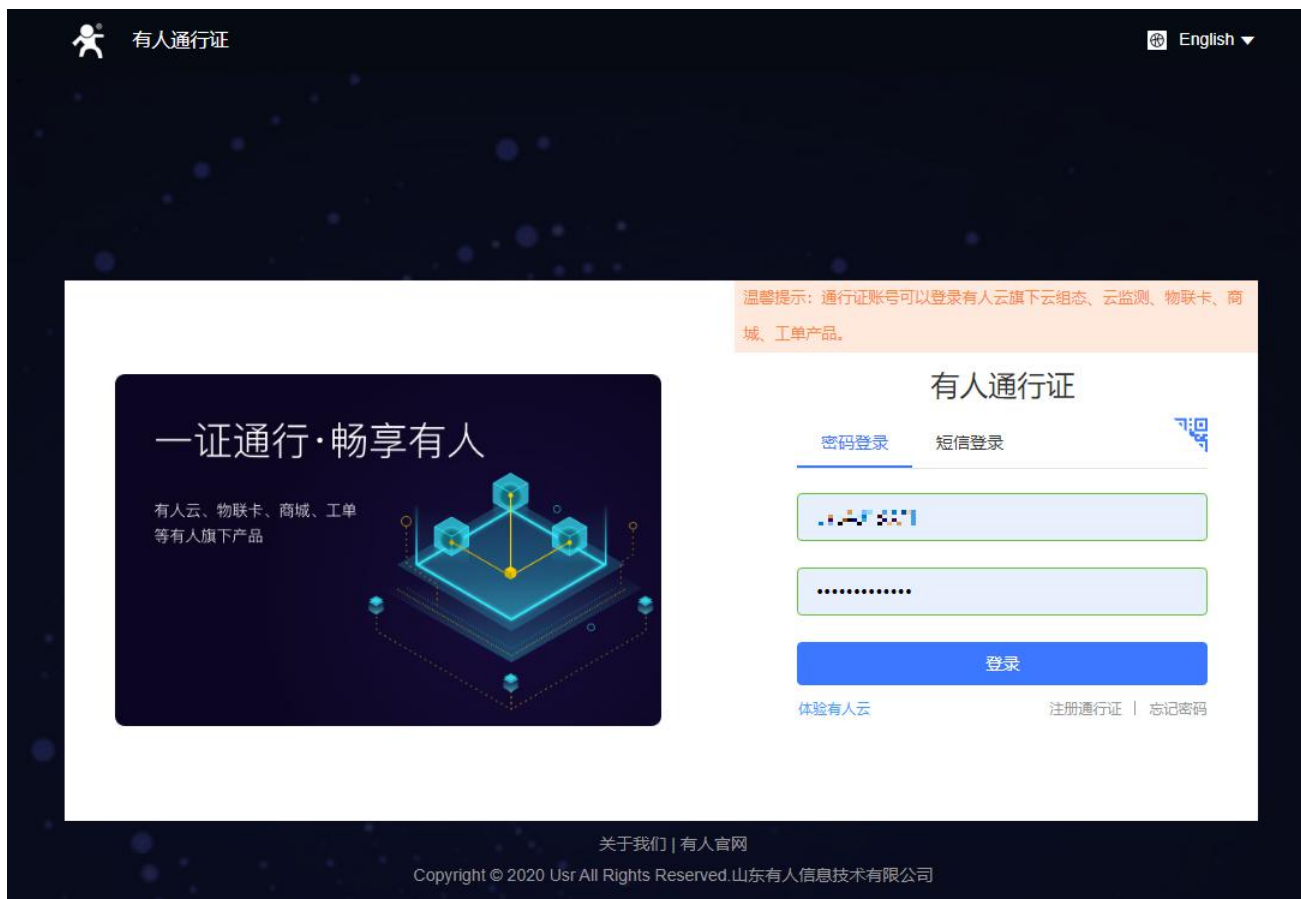 有人通行证
English
温馨提示：通行证账号可以登录有人云旗下云组态、云监测、物联卡、商
城、工单产品。
一证通行·畅享有人
有人云、物联卡、商城、工单
等有人旗下产品
有人通行证
密码登录 短信登录
•••••••••••••
登录
体验有人云 注册通行证 | 忘记密码
关于我们 | 有人官网
Copyright © 2020 Usr All Rights Reserved.山东有人信息技术有限公司